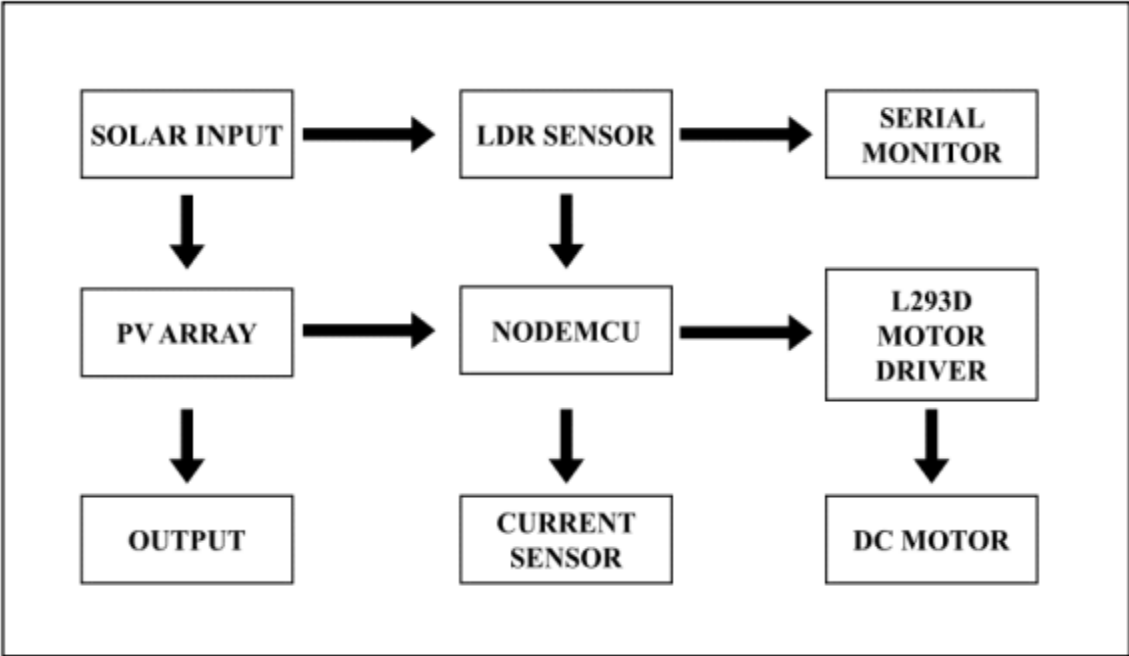 SOLAR INPUT
LDR SENSOR
SERIAL
MONITOR
PV ARRAY
NODEMCU
L293D
MOTOR
DRIVER
OUTPUT
CURRENT
SENSOR
DC MOTOR